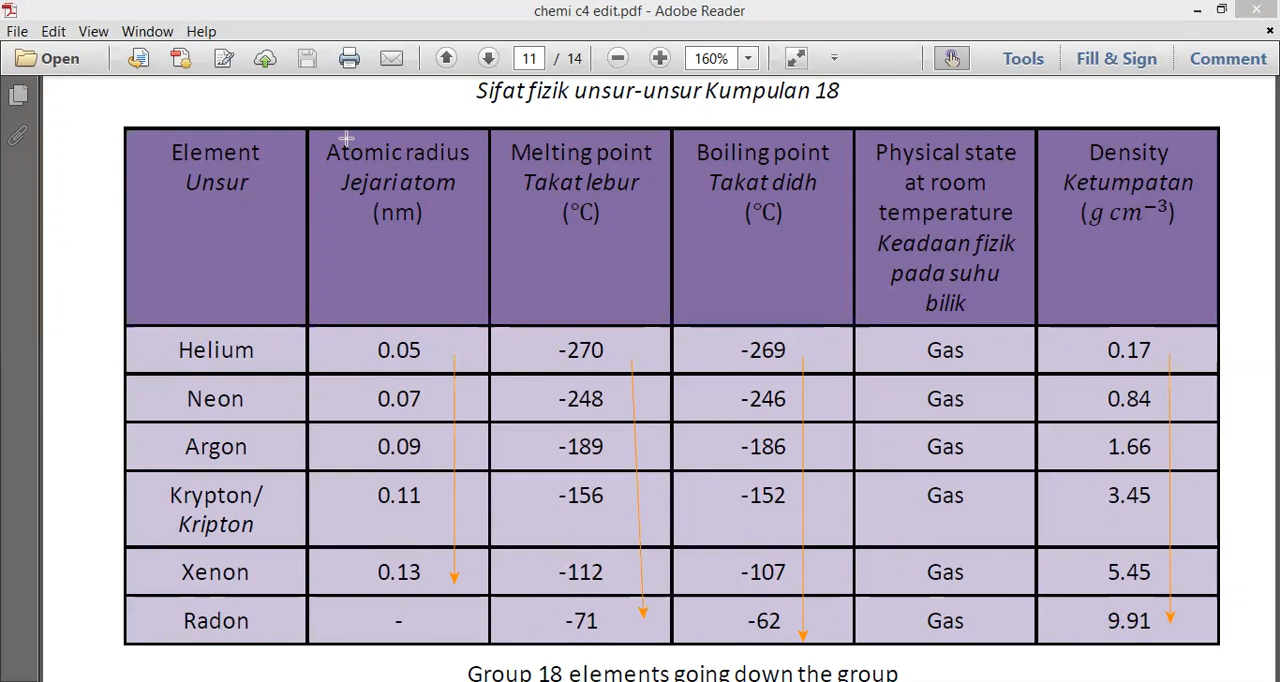 chemi c4 edit.pdf - Adobe Reader
File Edit View Window Help
Open 11 / 14 160% Tools Fill & Sign Comment
Sifat fizik unsur-unsur Kumpulan 18
Element
Unsur
Atomic radius
Jejari atom
(nm)
Melting point
Takat lebur
(°C)
Boiling point
Takat didh
(°C)
Physical state
at room
temperature
Keadaan fizik
pada suhu
bilik
Density
Ketumpatan
(g cm⁻³)
Helium 0.05 -270 -269 Gas 0.17
Neon 0.07 -248 -246 Gas 0.84
Argon 0.09 -189 -186 Gas 1.66
Krypton/ 0.11 -156 -152 Gas 3.45
Kripton
Xenon 0.13 -112 -107 Gas 5.45
Radon - -71 -62 Gas 9.91
Group 18 elements going down the group